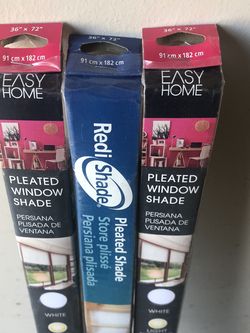 36" x 72"
91 cm x 182 cm
EASY
HOME
PLEATED
WINDOW
SHADE
PERSIANA
PLISADA DE
VENTANA
WHITE
36" x 72"
91 cm x 182 cm
Redi Shade
Pleated Shade
Store plissé
Persiana plisada
36" x 72"
91 cm x 182 cm
EASY
HOME
PLEATED
WINDOW
SHADE
PERSIANA
PLISADA DE
VENTANA
WHITE
LIGHT